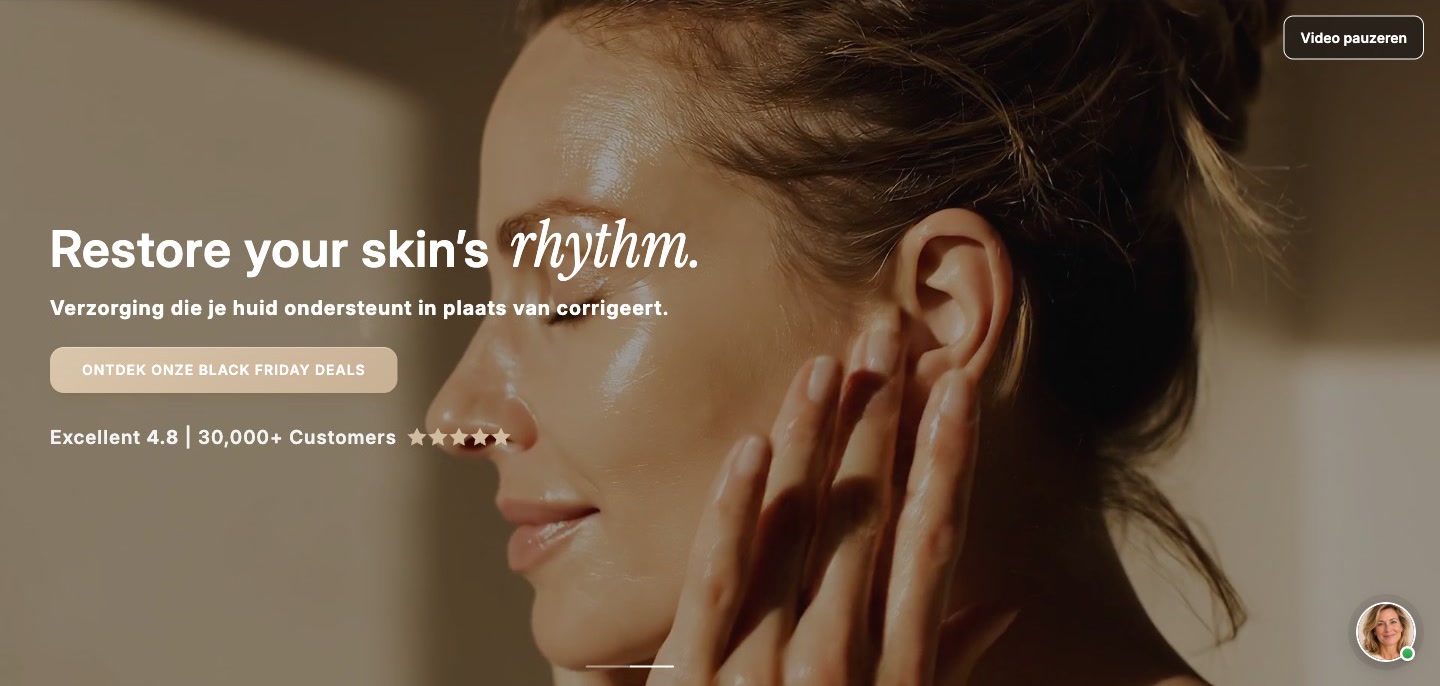 Video pauzeren
Restore your skin’s rhythm.
Verzorging die je huid ondersteunt in plaats van corrigeert.
ONTDEK ONZE BLACK FRIDAY DEALS
Excellent 4.8 | 30,000+ Customers ★★★★★